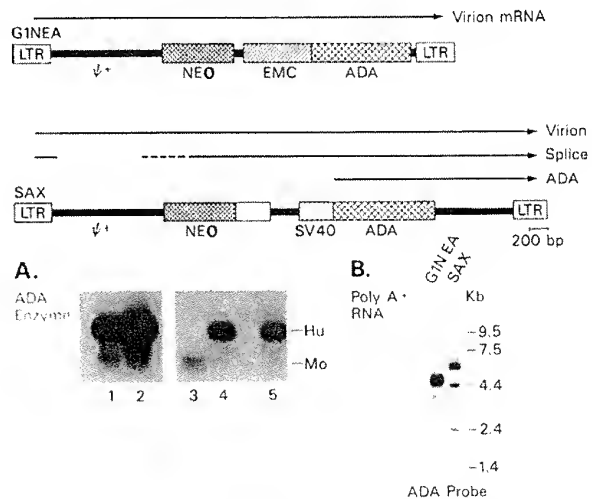 Virion mRNA
G1NEA
LTR NEO EMC ADA LTR
ψ+
Virion
Splice
ADA
SAX
LTR NEO SV40 ADA LTR
ψ+
200 bp
A.
ADA
Enzyme
Hu
Mo
1 2 3 4 5
B.
Poly A+
RNA
G1NEA SAX Kb
-9.5
-7.5
-4.4
-2.4
-1.4
ADA Probe